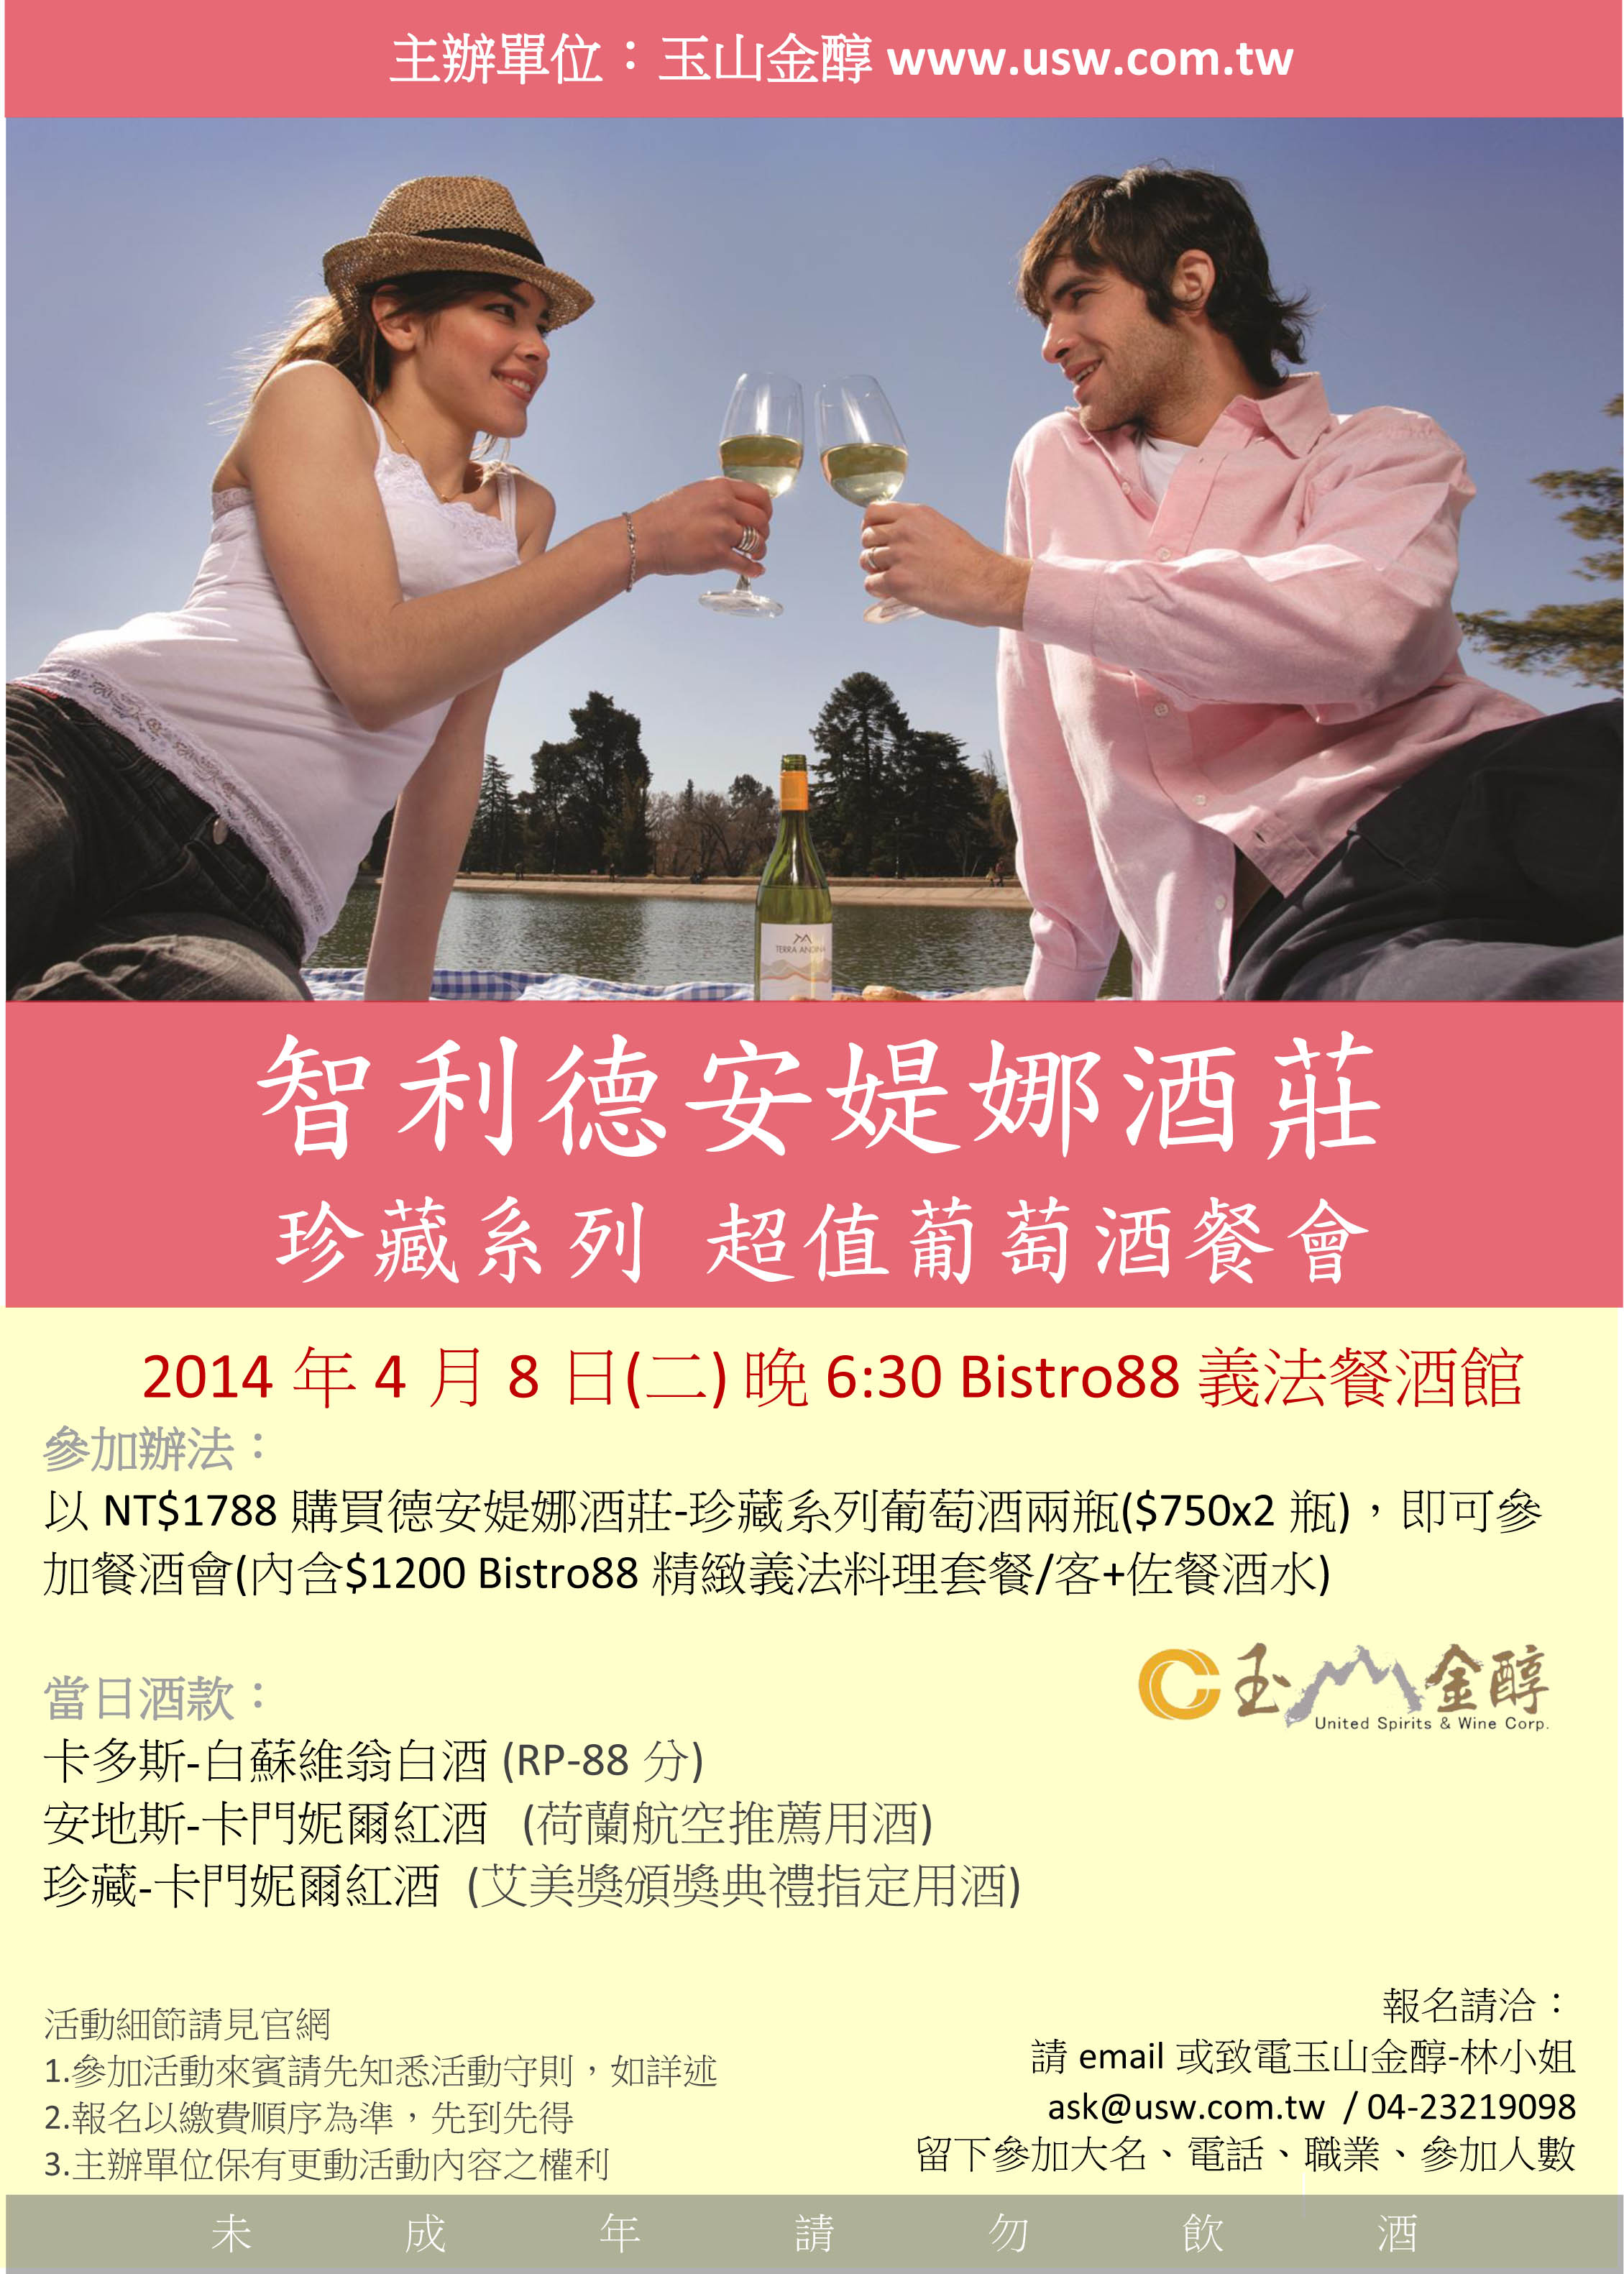 主辦單位：玉山金醇 www.usw.com.tw
TERRA ANDINA
智利德安媞娜酒莊
珍藏系列 超值葡萄酒餐會
2014 年 4 月 8 日(二) 晚 6:30 Bistro88 義法餐酒館
參加辦法：
以 NT$1788 購買德安媞娜酒莊-珍藏系列葡萄酒兩瓶($750x2 瓶)，即可參
加餐酒會(內含$1200 Bistro88 精緻義法料理套餐/客+佐餐酒水)
玉山金醇
United Spirits & Wine Corp.
當日酒款：
卡多斯-白蘇維翁白酒 (RP-88 分)
安地斯-卡門妮爾紅酒 (荷蘭航空推薦用酒)
珍藏-卡門妮爾紅酒 (艾美獎頒獎典禮指定用酒)
活動細節請見官網
1.參加活動來賓請先知悉活動守則，如詳述
2.報名以繳費順序為準，先到先得
3.主辦單位保有更動活動內容之權利
報名請洽：
請 email 或致電玉山金醇-林小姐
ask@usw.com.tw / 04-23219098
留下參加大名、電話、職業、參加人數
未成年請勿飲酒